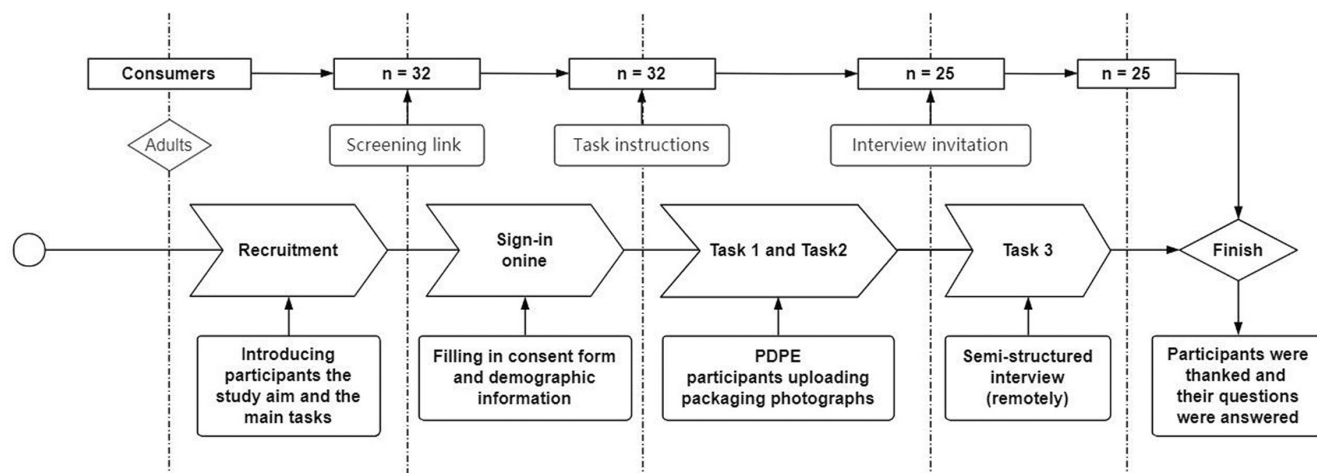 Consumers
n = 32
n = 32
n = 25
n = 25
Adults
Screening link
Task instructions
Interview invitation
Recruitment
Sign-in
onine
Task 1 and Task2
Task 3
Finish
Introducing
participants the
study aim and the
main tasks
Filling in consent form
and demographic
information
PDPE
participants uploading
packaging photographs
Semi-structured
interview
(remotely)
Participants were
thanked and
their questions
were answered